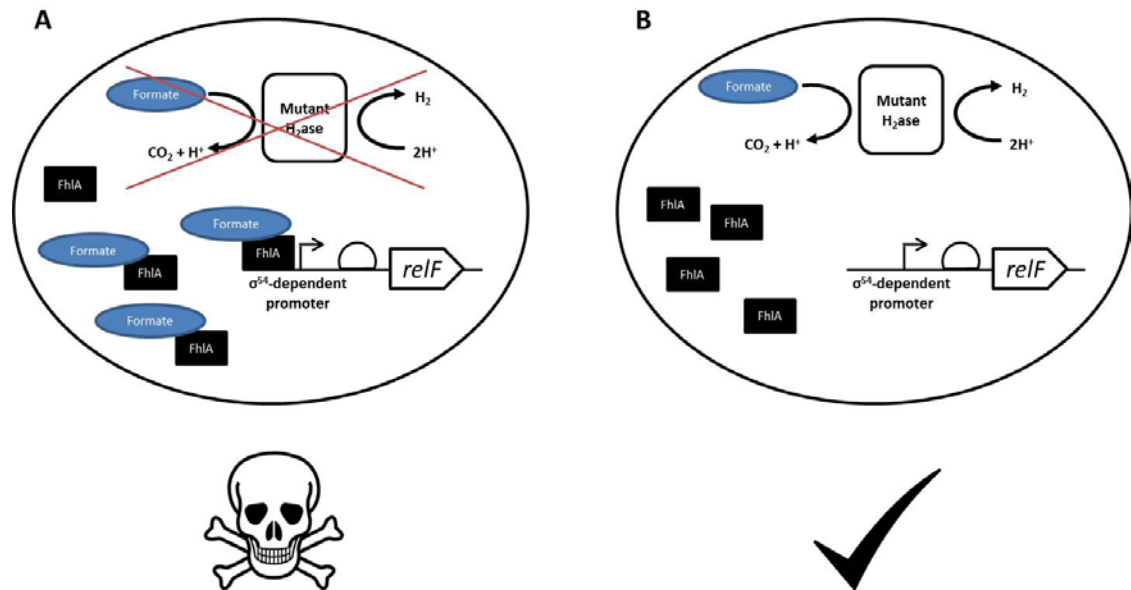 A
Formate
Mutant
H₂ase
H₂
CO₂ + H⁺
2H⁺
FhlA
Formate
Formate
FhlA
FhlA
relF
σ⁵⁴-dependent
promoter
Formate
FhlA
B
Formate
Mutant
H₂ase
H₂
CO₂ + H⁺
2H⁺
FhlA
FhlA
FhlA
relF
σ⁵⁴-dependent
promoter
FhlA